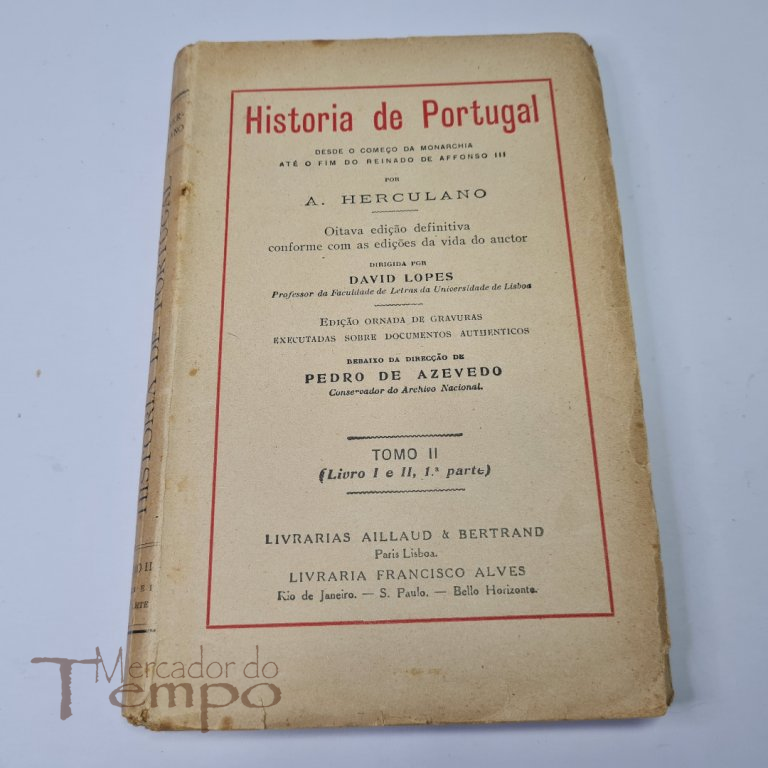 Historia de Portugal
DESDE O COMEÇO DA MONARCHIA
ATÉ O FIM DO REINADO DE AFFONSO III
POR
A. HERCULANO
Oitava edição definitiva
conforme com as edições da vida do auctor
DIRIGIDA POR
DAVID LOPES
Professor da Faculdade de Letras da Universidade de Lisboa
EDIÇÃO ORNADA DE GRAVURAS
EXECUTADAS SOBRE DOCUMENTOS AUTHENTICOS
DEBAIXO DA DIRECÇÃO DE
PEDRO DE AZEVEDO
Conservador do Archivo Nacional.
TOMO II
(Livro I e II, 1.ª parte)
LIVRARIAS AILLAUD & BERTRAND
Paris Lisboa.
LIVRARIA FRANCISCO ALVES
Rio de Janeiro. — S. Paulo. — Bello Horizonte.
HISTORIA DE PORTUGAL
Mercador do
Tempo